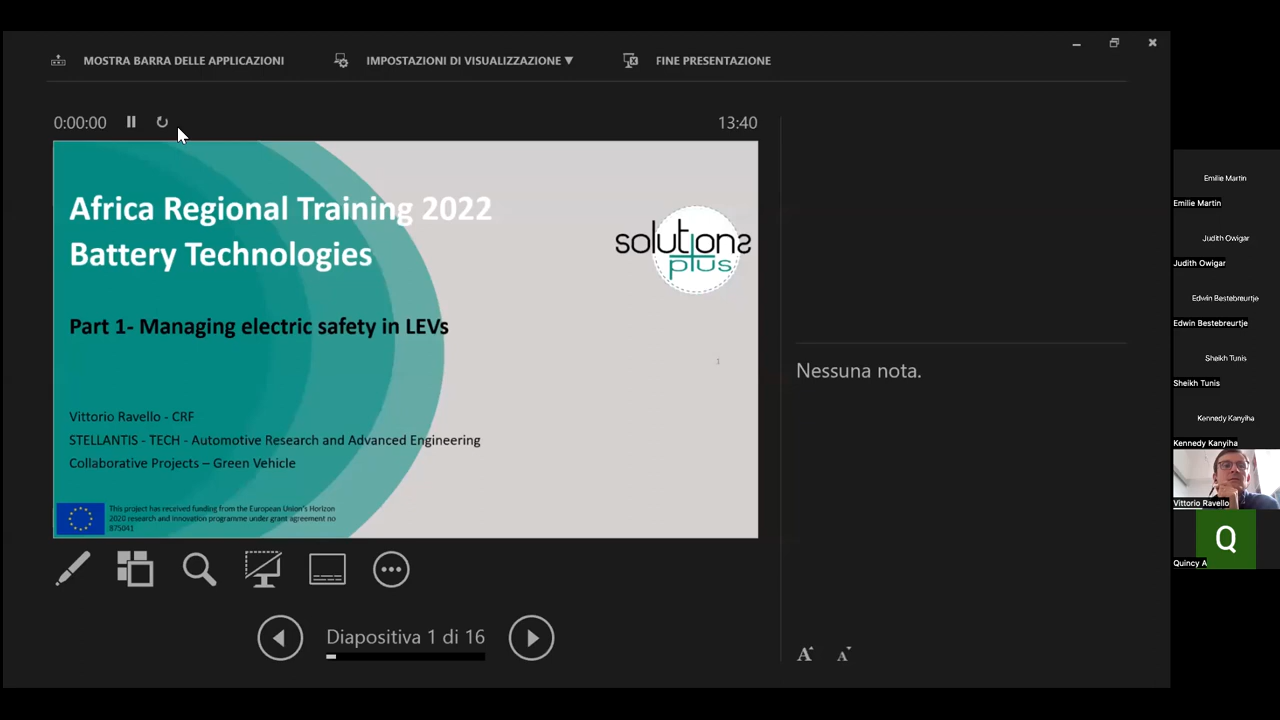 MOSTRA BARRA DELLE APPLICAZIONI
IMPOSTAZIONI DI VISUALIZZAZIONE ▼
FINE PRESENTAZIONE
0:00:00
13:40
Africa Regional Training 2022
Battery Technologies
solutions
plus
Part 1- Managing electric safety in LEVs
1
Vittorio Ravello - CRF
STELLANTIS - TECH - Automotive Research and Advanced Engineering
Collaborative Projects – Green Vehicle
This project has received funding from the European Union's Horizon
2020 research and innovation programme under grant agreement no
875041
Diapositiva 1 di 16
Nessuna nota.
A
A
Emilie Martin
Emilie Martin
Judith Owigar
Judith Owigar
Edwin Bestebreurtje
Edwin Bestebreurtje
Sheikh Tunis
Sheikh Tunis
Kennedy Kanyiha
Kennedy Kanyiha
Vittorio Ravello
Q
Quincy A